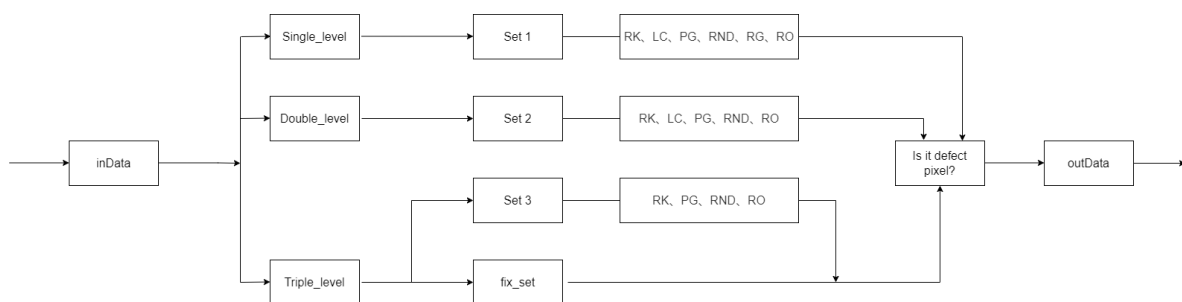 Single_level
Set 1
RK、LC、PG、RND、RG、RO
Double_level
Set 2
RK、LC、PG、RND、RO
inData
Is it defect
pixel?
outData
Set 3
RK、PG、RND、RO
Triple_level
fix_set